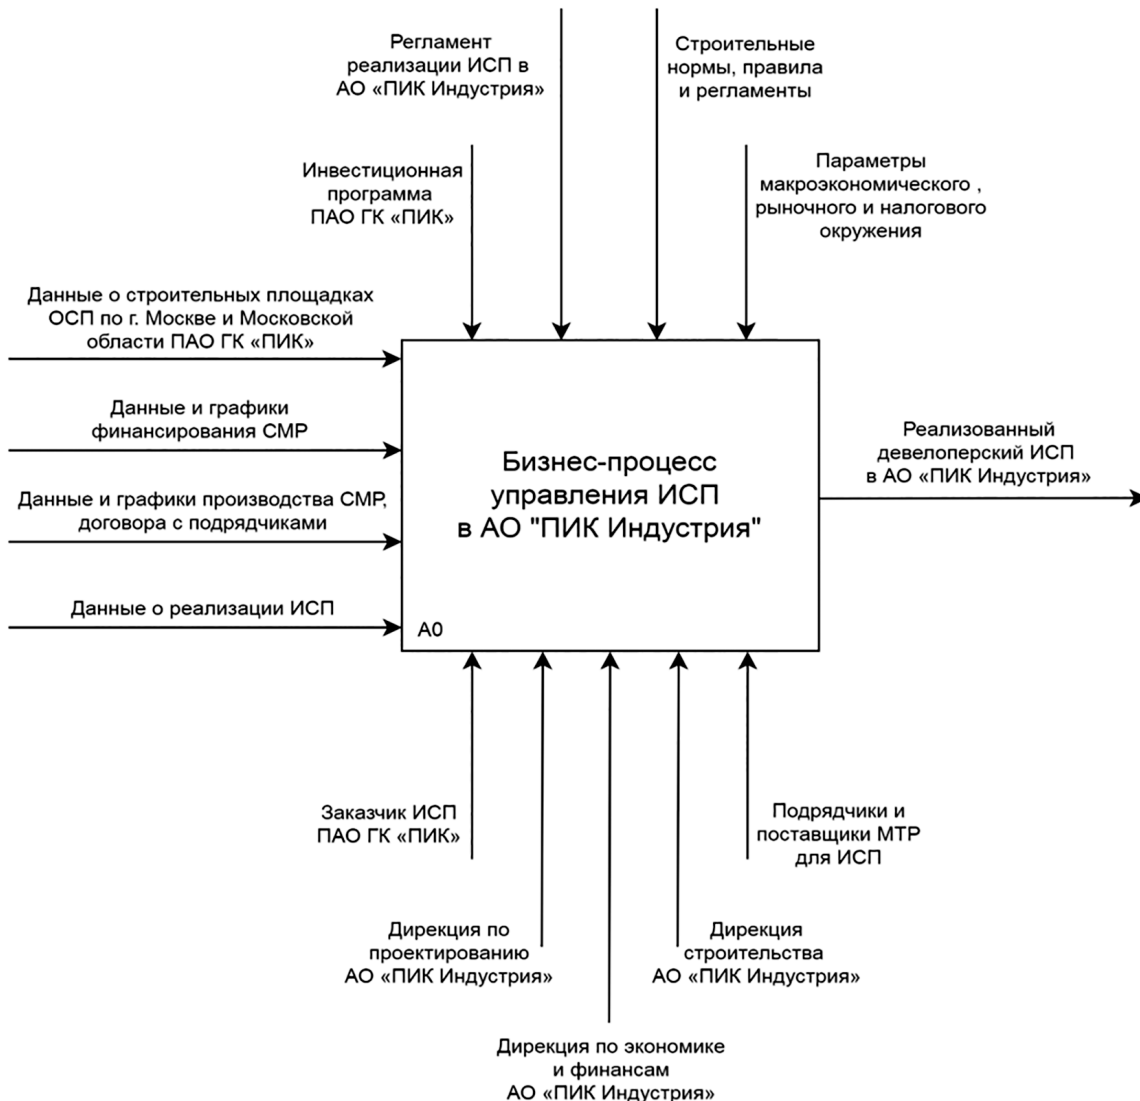 Регламент
реализации ИСП в
АО «ПИК Индустрия»
Строительные
нормы, правила
и регламенты
Инвестиционная
программа
ПАО ГК «ПИК»
Параметры
макроэкономического ,
рыночного и налогового
окружения
Данные о строительных площадках
ОСП по г. Москве и Московской
области ПАО ГК «ПИК»
Данные и графики
финансирования СМР
Данные и графики производства СМР,
договора с подрядчиками
Данные о реализации ИСП
Бизнес-процесс
управления ИСП
в АО "ПИК Индустрия"
А0
Реализованный
девелоперский ИСП
в АО «ПИК Индустрия»
Заказчик ИСП
ПАО ГК «ПИК»
Подрядчики и
поставщики МТР
для ИСП
Дирекция по
проектированию
АО «ПИК Индустрия»
Дирекция
строительства
АО «ПИК Индустрия»
Дирекция по экономике
и финансам
АО «ПИК Индустрия»